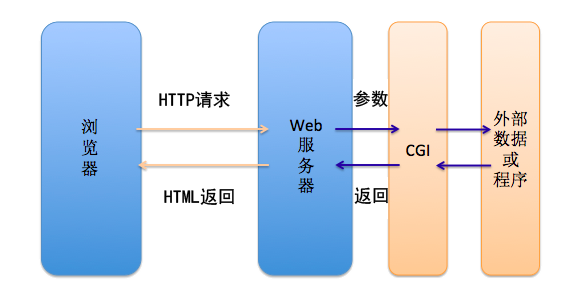 浏
览
器
HTTP请求
HTML返回
Web
服
务
器
参数
返回
CGI
外部
数据
或
程序